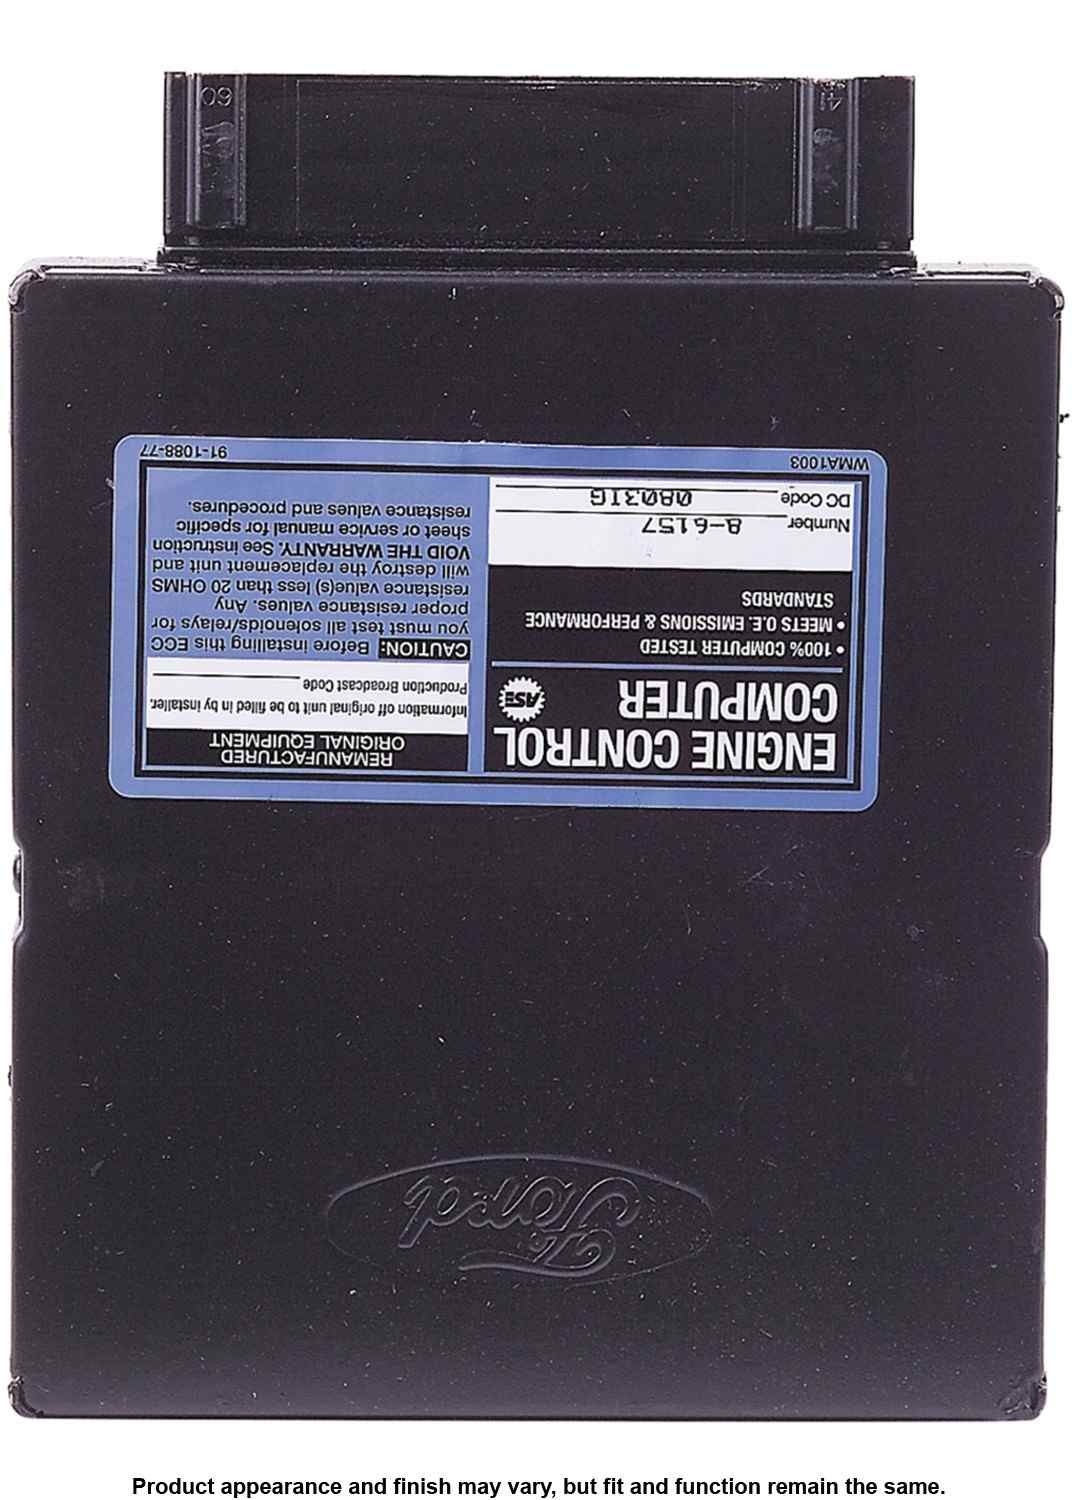 60
41
ENGINE CONTROL
COMPUTER
ASE
• 100% COMPUTER TESTED
• MEETS O.E. EMISSIONS & PERFORMANCE
STANDARDS
Number 8-6157
DC Code 08031G
WMA1003
REMANUFACTURED
ORIGINAL EQUIPMENT
Information off original unit to be filled in by installer.
Production Broadcast Code
CAUTION: Before installing this ECC
you must test all solenoids/relays for
proper resistance values. Any
resistance value(s) less than 20 OHMS
will destroy the replacement unit and
VOID THE WARRANTY. See instruction
sheet or service manual for specific
resistance values and procedures.
91-1088-77
Ford
Product appearance and finish may vary, but fit and function remain the same.